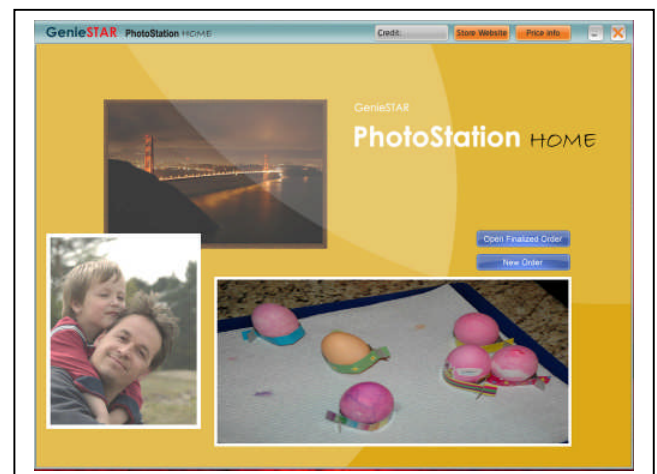 GenieSTAR PhotoStation HOME Credit: Store Website Price info
GenieSTAR
PhotoStation HOME
Open Finalized Order
New Order